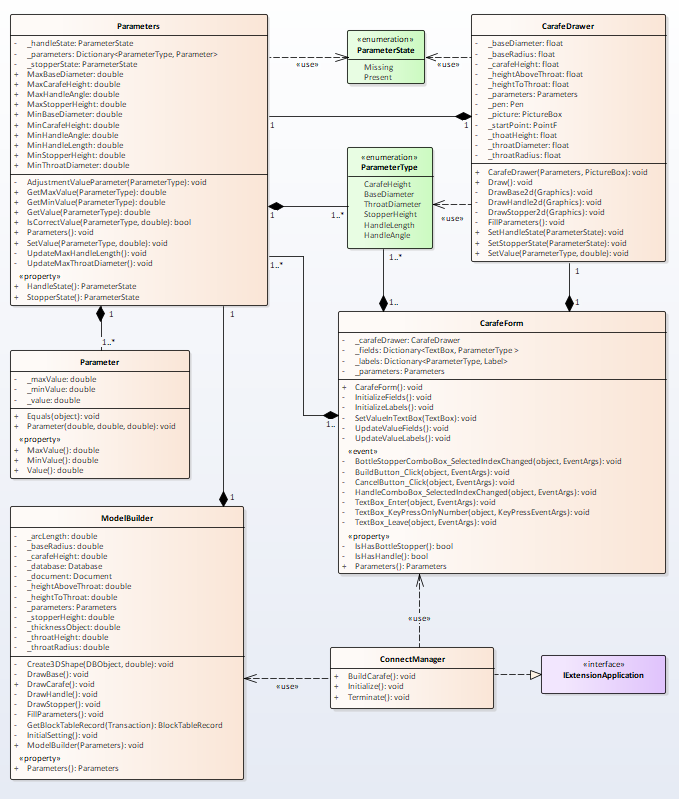 Parameters
- _handleState: ParameterState
- _parameters: Dictionary<ParameterType, Parameter>
- _stopperState: ParameterState
+ MaxBaseDiameter: double
+ MaxCarafeHeight: double
+ MaxHandleAngle: double
+ MaxStopperHeight: double
+ MinBaseDiameter: double
+ MinCarafeHeight: double
+ MinHandleAngle: double
+ MinHandleLength: double
+ MinStopperHeight: double
+ MinThroatDiameter: double
- AdjustmentValueParameter(ParameterType): void
+ GetMaxValue(ParameterType): double
+ GetMinValue(ParameterType): double
+ GetValue(ParameterType): double
+ IsCorrectValue(ParameterType, double): bool
+ Parameters(): void
+ SetValue(ParameterType, double): void
- UpdateMaxHandleLength(): void
- UpdateMaxThroatDiameter(): void
«property»
+ HandleState(): ParameterState
+ StopperState(): ParameterState
«enumeration»
ParameterState
Missing
Present
«use»
«use»
CarafeDrawer
- _baseDiameter: float
- _baseRadius: float
- _carafeHeight: float
- _heightAboveThroat: float
- _heightToThroat: float
- _parameters: Parameters
- _pen: Pen
- _picture: PictureBox
- _startPoint: PointF
- _thoatHeight: float
- _throatDiameter: float
- _throatRadius: float
+ CarafeDrawer(Parameters, PictureBox): void
+ Draw(): void
- DrawBase2d(Graphics): void
- DrawHandle2d(Graphics): void
- DrawStopper2d(Graphics): void
- FillParameters(): void
+ SetHandleState(ParameterState): void
+ SetStopperState(ParameterState): void
+ SetValue(ParameterType, double): void
1
1
«enumeration»
ParameterType
CarafeHeight
BaseDiameter
ThroatDiameter
StopperHeight
HandleLength
HandleAngle
1
1..*
«use»
1..*
1..*
1
1
1
1..*
1..
1
1..
Parameter
- _maxValue: double
- _minValue: double
- _value: double
+ Equals(object): void
+ Parameter(double, double, double): void
«property»
+ MaxValue(): double
+ MinValue(): double
+ Value(): double
CarafeForm
- _carafeDrawer: CarafeDrawer
- _fields: Dictionary<TextBox, ParameterType >
- _labels: Dictionary<ParameterType, Label>
- _parameters: Parameters
+ CarafeForm(): void
- InitializeFields(): void
- InitializeLabels(): void
- SetValueInTextBox(TextBox): void
- UpdateValueFields(): void
- UpdateValueLabels(): void
«event»
- BottleStopperComboBox_SelectedIndexChanged(object, EventArgs): void
- BuildButton_Click(object, EventArgs): void
- CancelButton_Click(object, EventArgs): void
- HandleComboBox_SelectedIndexChanged(object, EventArgs): void
- TextBox_Enter(object, EventArgs): void
- TextBox_KeyPressOnlyNumber(object, KeyPressEventArgs): void
- TextBox_Leave(object, EventArgs): void
«property»
- IsHasBottleStopper(): bool
- IsHasHandle(): bool
+ Parameters(): Parameters
1
ModelBuilder
- _arcLength: double
- _baseRadius: double
- _carafeHeight: double
- _database: Database
- _document: Document
- _heightAboveThroat: double
- _heightToThroat: double
- _parameters: Parameters
- _stopperHeight: double
- _thicknessObject: double
- _throatHeight: double
- _throatRadius: double
- Create3DShape(DBObject, double): void
- DrawBase(): void
+ DrawCarafe(): void
- DrawHandle(): void
- DrawStopper(): void
- FillParameters(): void
- GetBlockTableRecord(Transaction): BlockTableRecord
- InitialSetting(): void
+ ModelBuilder(Parameters): void
«property»
+ Parameters(): Parameters
«use»
«use»
ConnectManager
+ BuildCarafe(): void
+ Initialize(): void
+ Terminate(): void
«interface»
IExtensionApplication